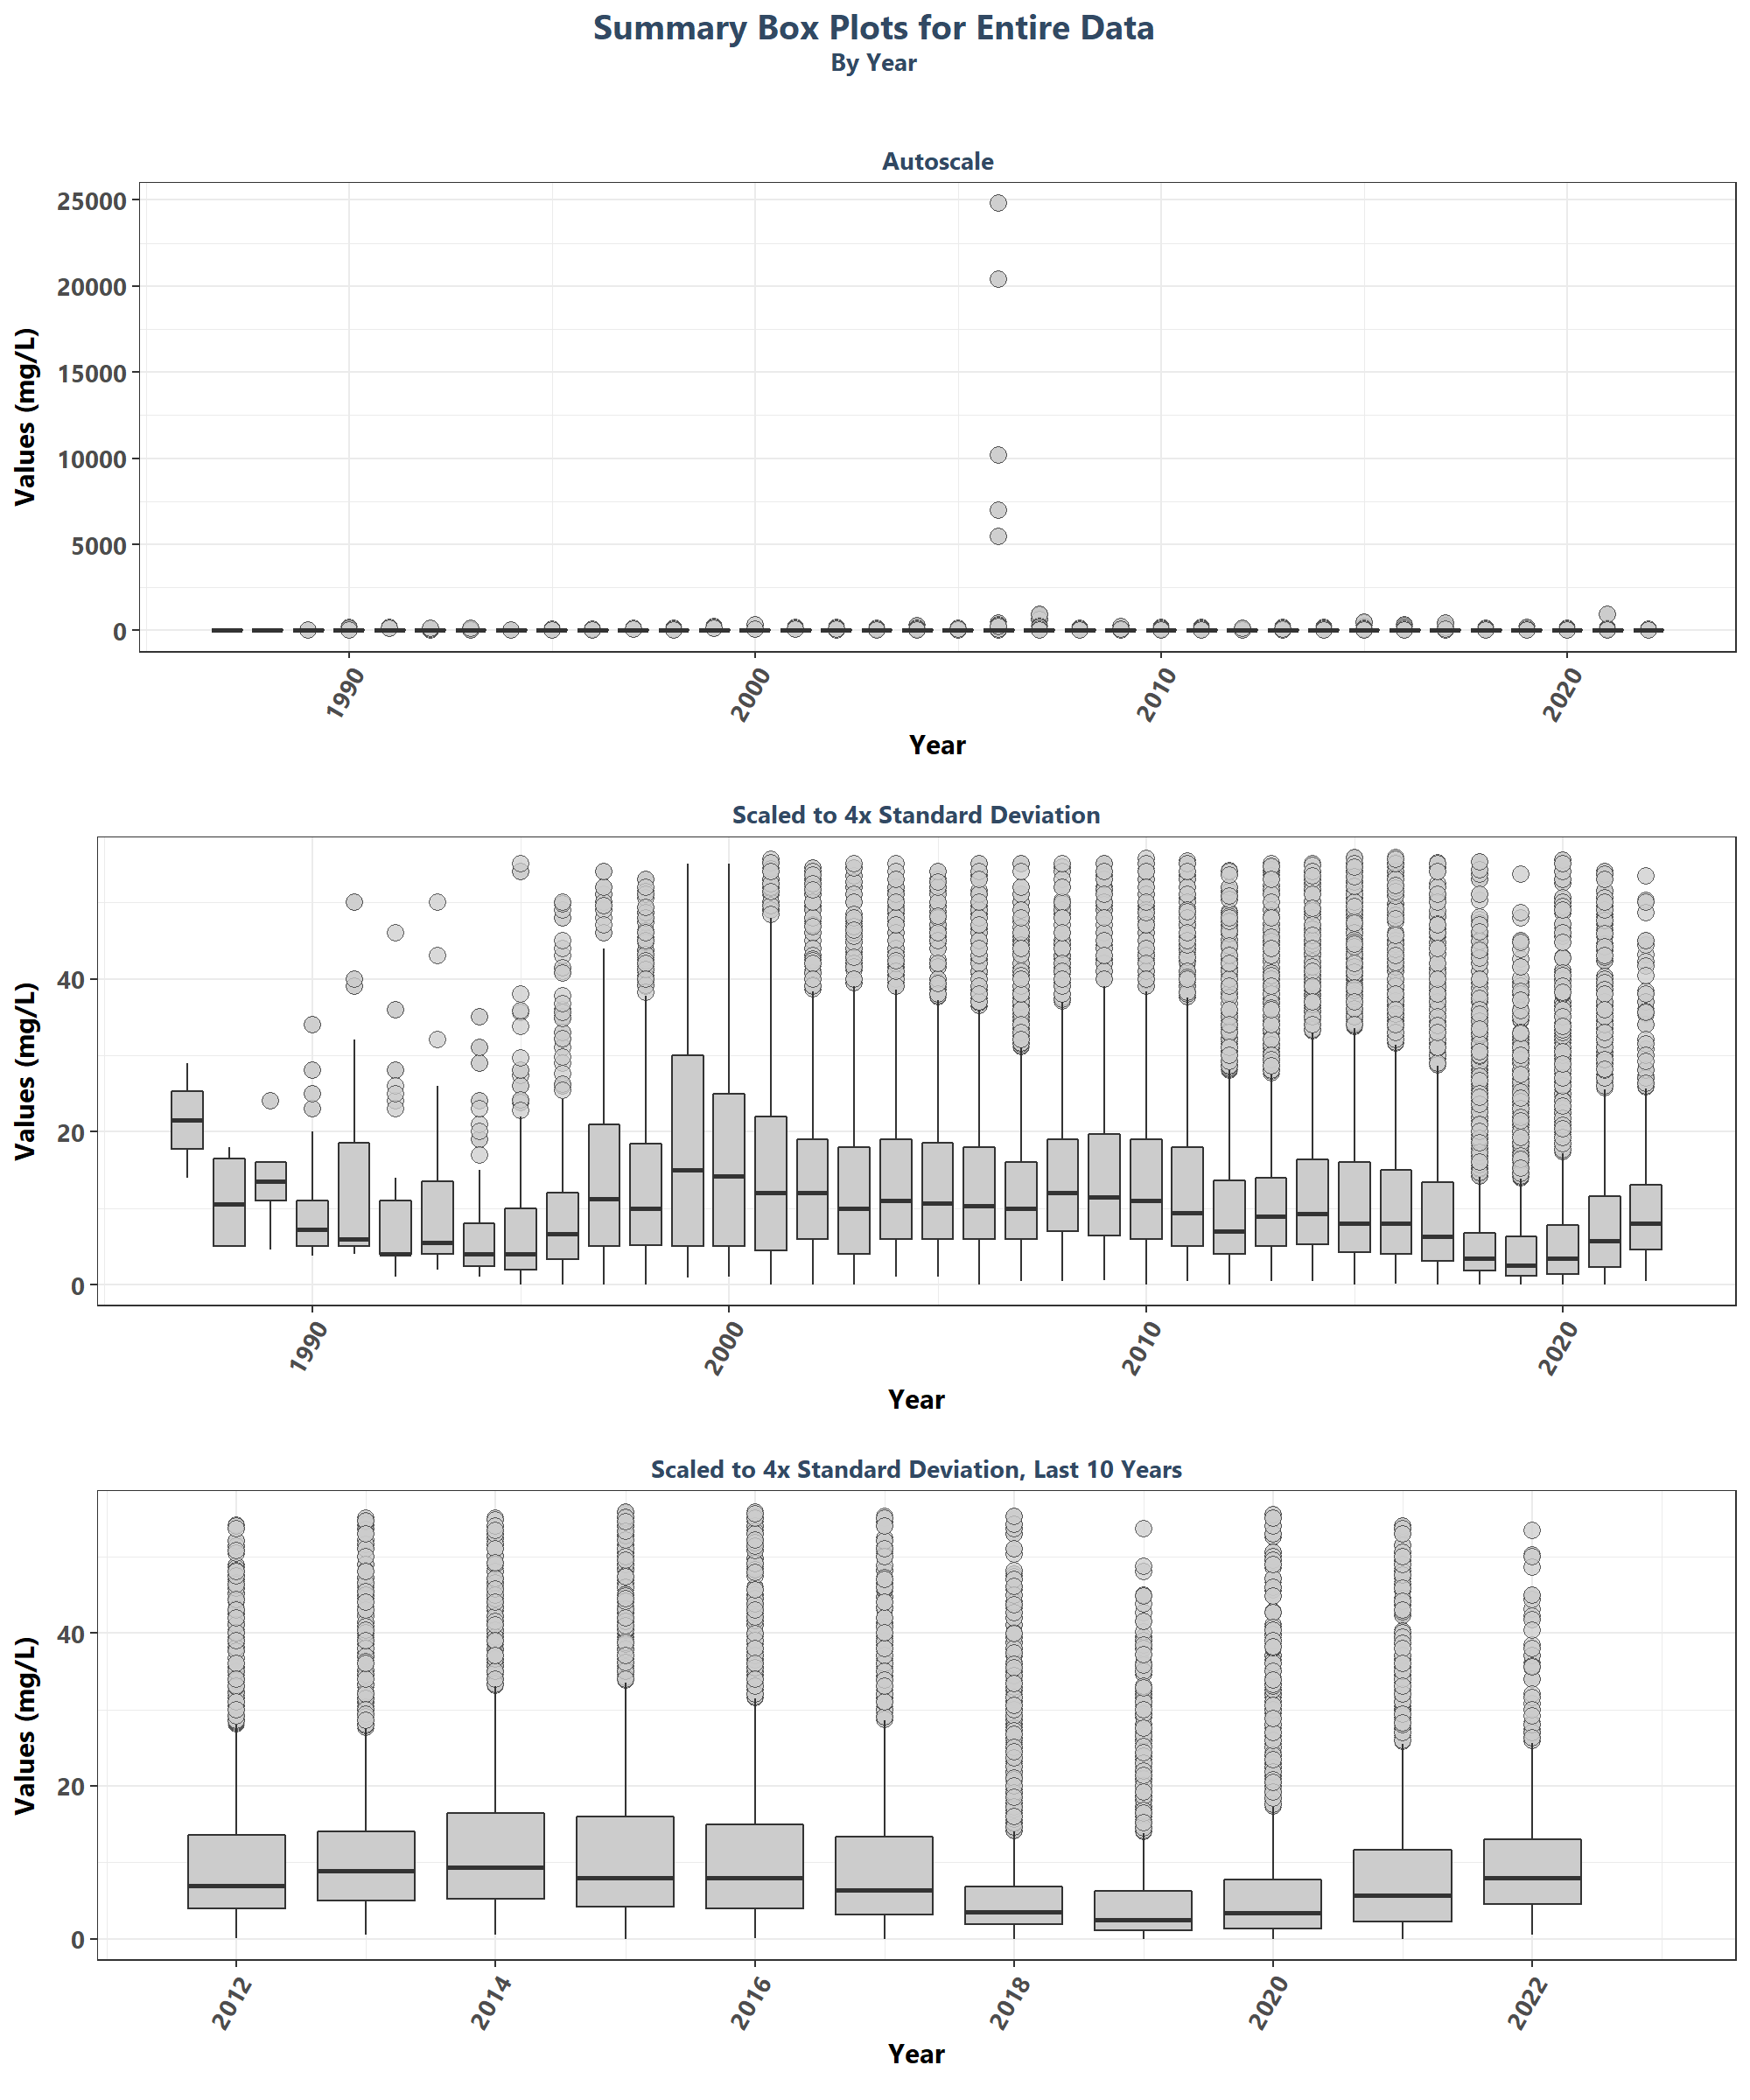 Summary Box Plots for Entire Data
By Year
Autoscale
Values (mg/L)
25000
20000
15000
10000
5000
0
1990
2000
2010
2020
Year
Scaled to 4x Standard Deviation
Values (mg/L)
40
20
0
1990
2000
2010
2020
Year
Scaled to 4x Standard Deviation, Last 10 Years
Values (mg/L)
40
20
0
2012
2014
2016
2018
2020
2022
Year